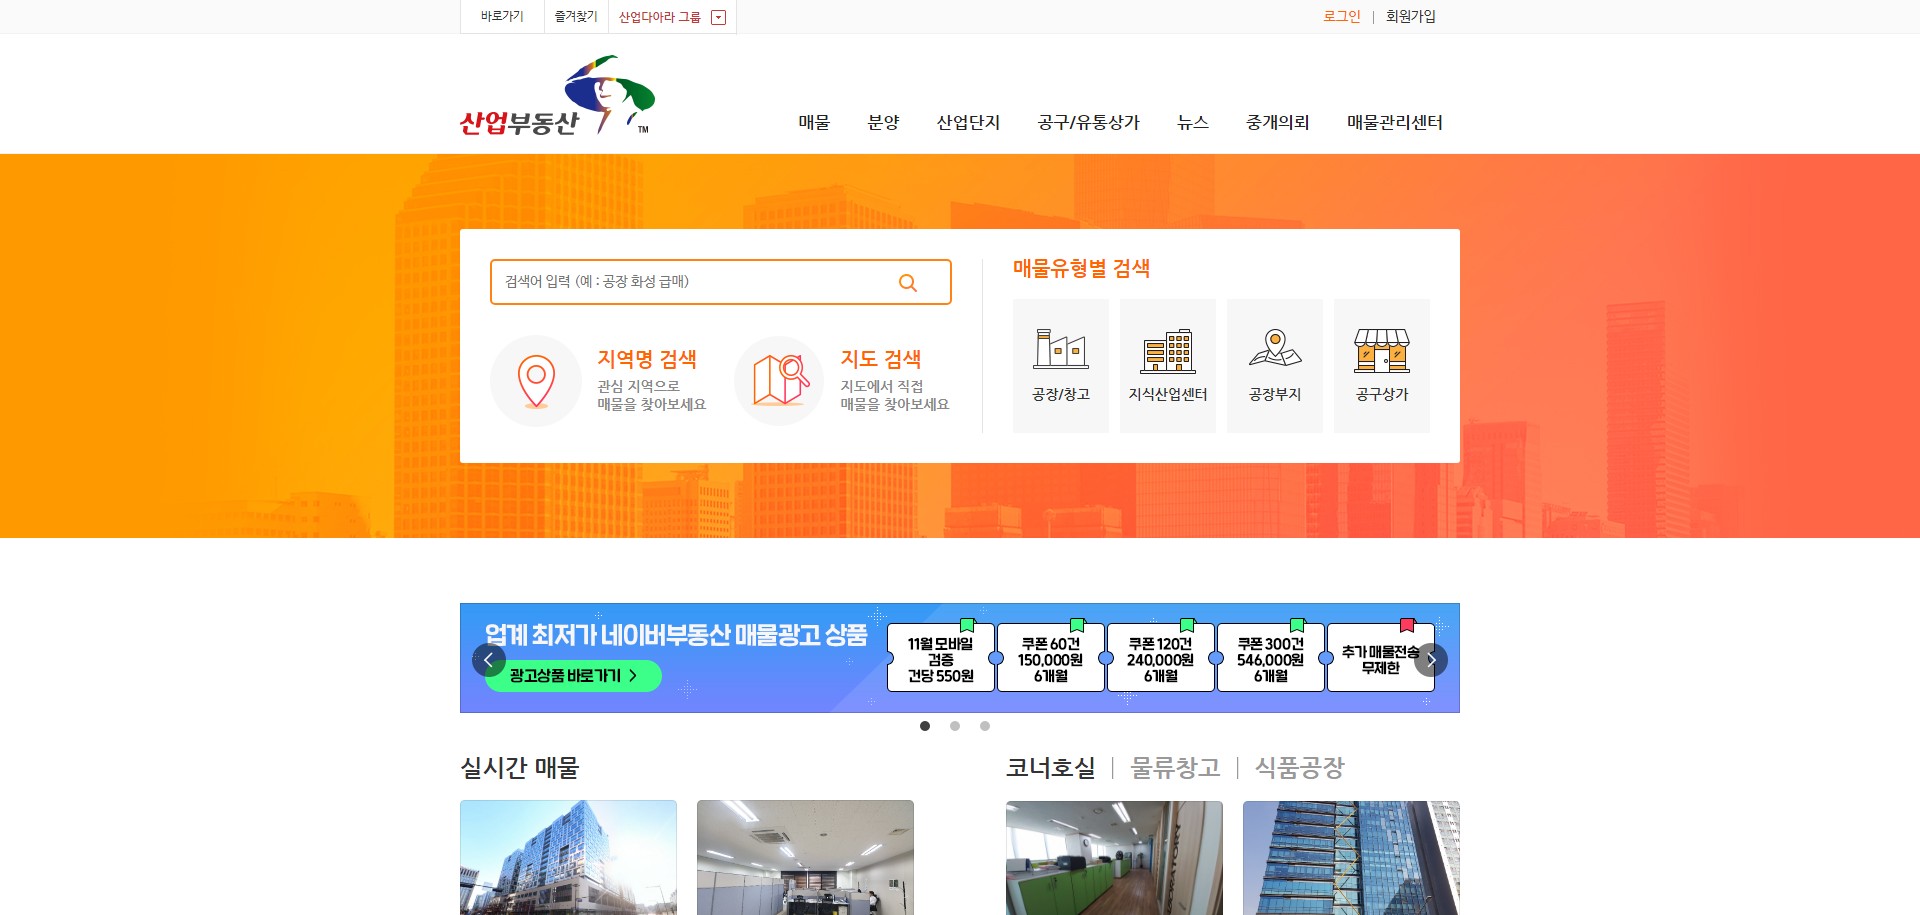 바로가기
즐겨찾기
산업다아라 그룹
로그인
회원가입
산업부동산
TM
매물
분양
산업단지
공구/유통상가
뉴스
중개의뢰
매물관리센터
검색어 입력 (예 : 공장 화성 급매)
지역명 검색
관심 지역으로
매물을 찾아보세요
지도 검색
지도에서 직접
매물을 찾아보세요
매물유형별 검색
공장/창고
지식산업센터
공장부지
공구상가
업계 최저가 네이버부동산 매물광고 상품
광고상품 바로가기
11월 모바일
검증
건당 550원
쿠폰 60건
150,000원
6개월
쿠폰 120건
240,000원
6개월
쿠폰 300건
546,000원
6개월
추가 매물전송
무제한
실시간 매물
코너호실
물류창고
식품공장